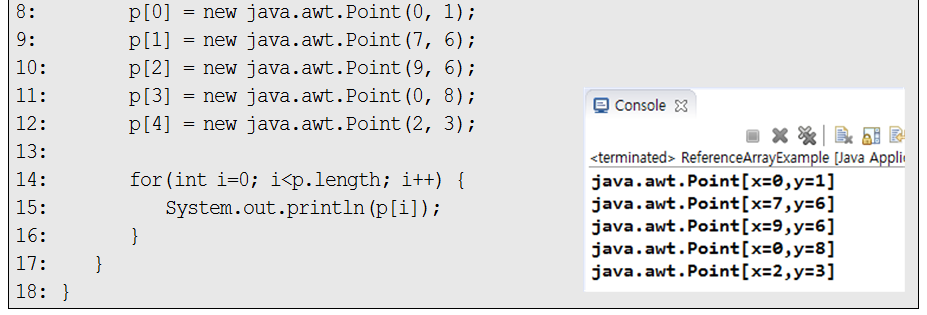 8:        p[0] = new java.awt.Point(0, 1);
9:        p[1] = new java.awt.Point(7, 6);
10:       p[2] = new java.awt.Point(9, 6);
11:       p[3] = new java.awt.Point(0, 8);
12:       p[4] = new java.awt.Point(2, 3);
13:
14:       for(int i=0; i<p.length; i++) {
15:          System.out.println(p[i]);
16:       }
17:    }
18: }
Console
<terminated> ReferenceArrayExample [Java Appli
java.awt.Point[x=0,y=1]
java.awt.Point[x=7,y=6]
java.awt.Point[x=9,y=6]
java.awt.Point[x=0,y=8]
java.awt.Point[x=2,y=3]